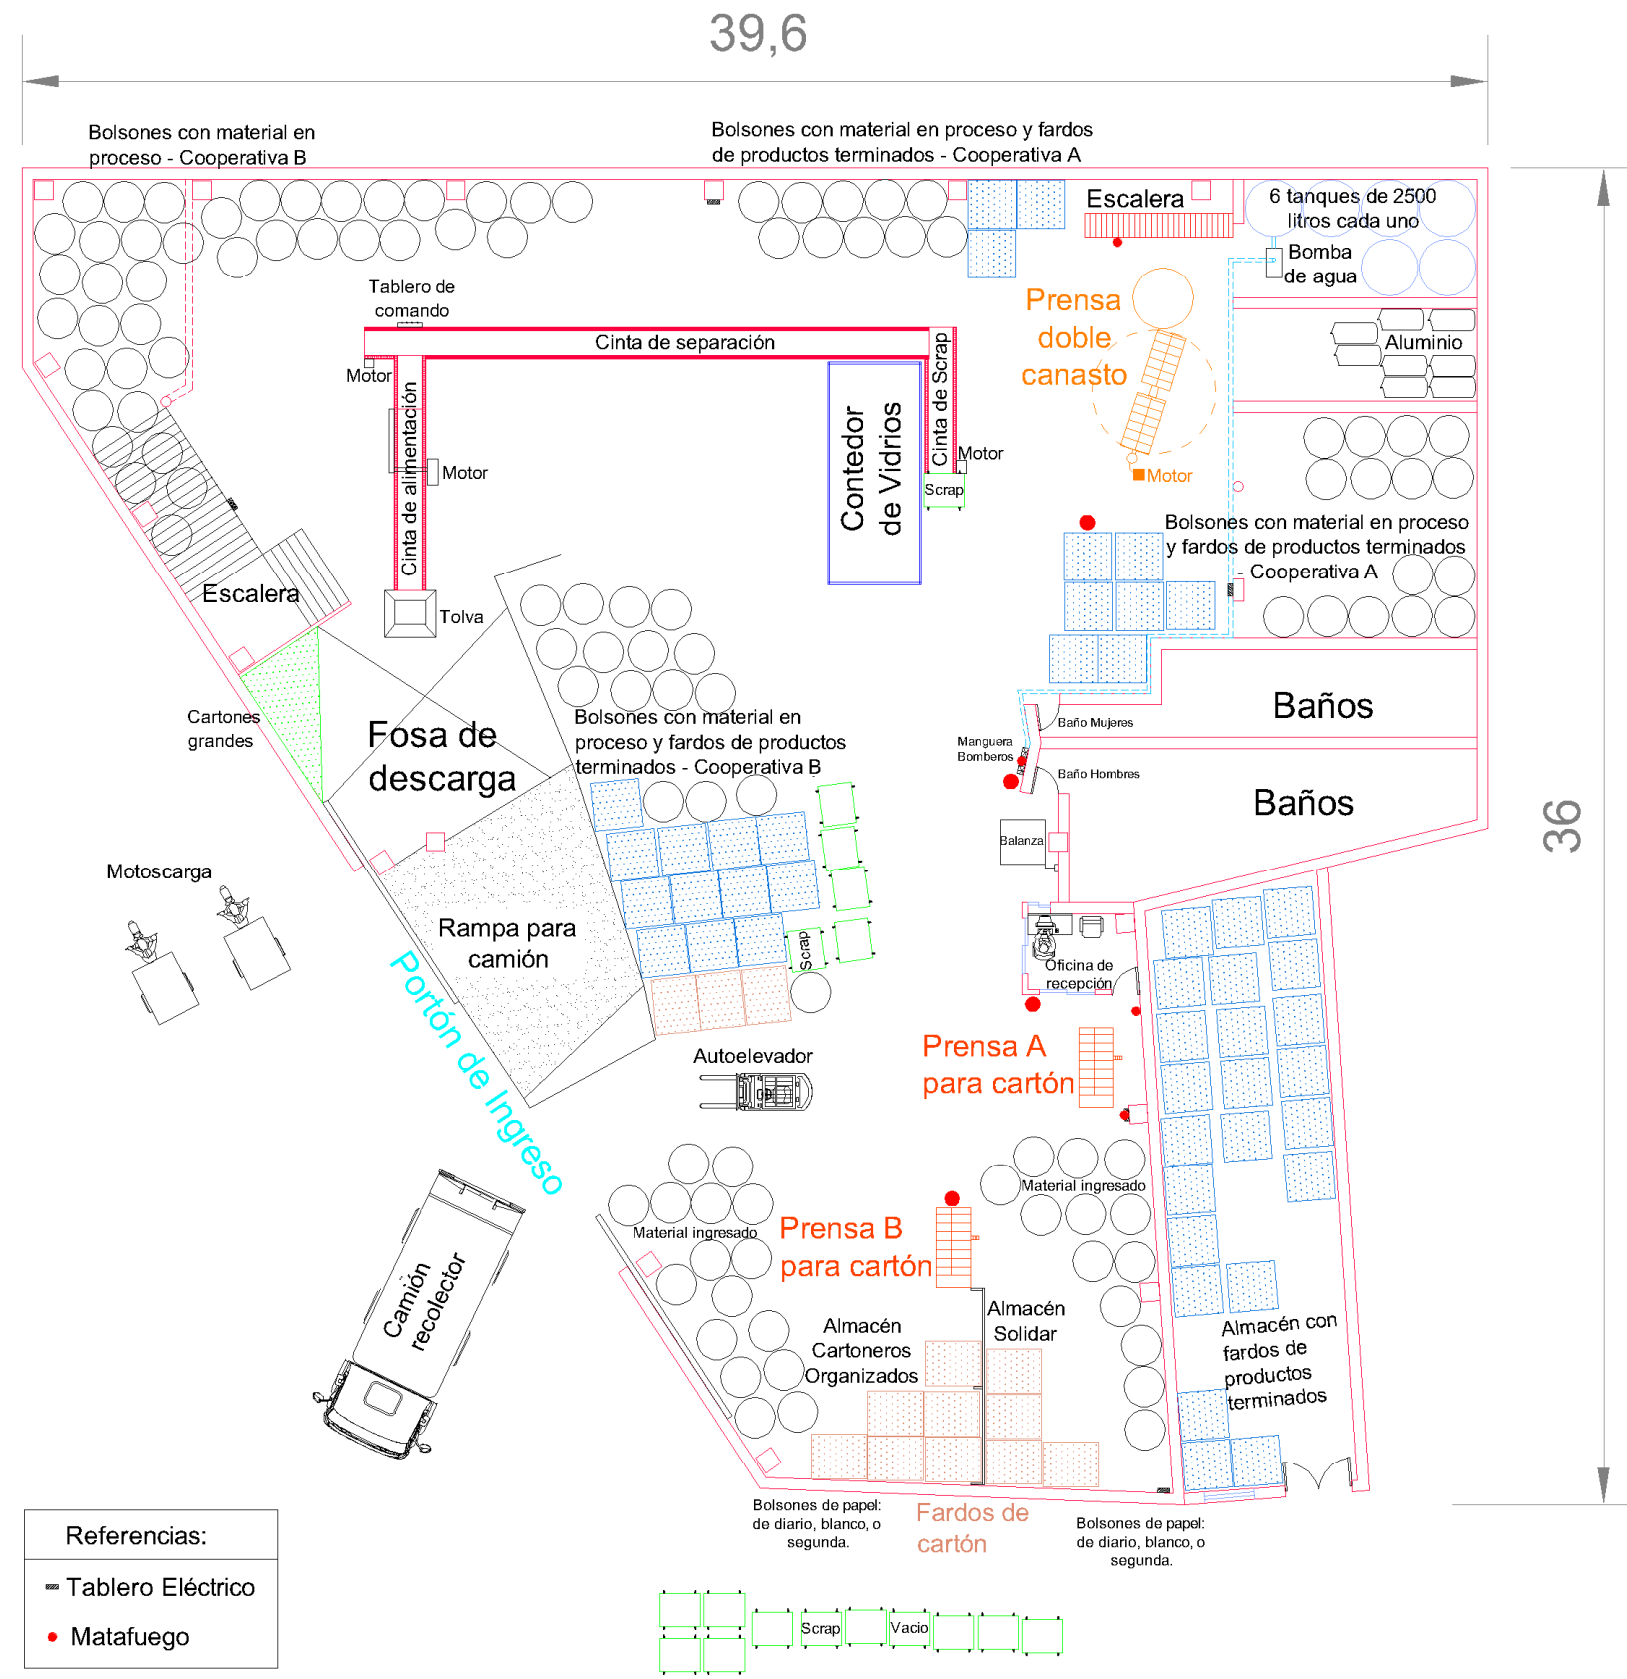 39,6
Bolsones con material en
proceso - Cooperativa B
Bolsones con material en proceso y fardos
de productos terminados - Cooperativa A
Escalera
6 tanques de 2500
litros cada uno
Bomba
de agua
Tablero de
comando
Prensa
doble
canasto
Cinta de separación
Cinta de Scrap
Aluminio
Motor
Cinta de alimentación
Motor
Contedor
de Vidrios
Motor
Scrap
Motor
Bolsones con material en proceso
y fardos de productos terminados
- Cooperativa A
Escalera
Tolva
Cartones
grandes
Fosa de
descarga
Bolsones con material en
proceso y fardos de productos
terminados - Cooperativa B
Baños
Baño Mujeres
Manguera
Bomberos
Baño Hombres
Baños
36
Balanza
Motoscarga
Rampa para
camión
Scrap
Oficina de
recepción
Portón de Ingreso
Autoelevador
Prensa A
para cartón
Material ingresado
Material ingresado
Prensa B
para cartón
Camión
recolector
Almacén
Cartoneros
Organizados
Almacén
Solidar
Almacén con
fardos de
productos
terminados
Bolsones de papel:
de diario, blanco, o
segunda.
Fardos de
cartón
Bolsones de papel:
de diario, blanco, o
segunda.
Referencias:
Tablero Eléctrico
Matafuego
Scrap
Vacio